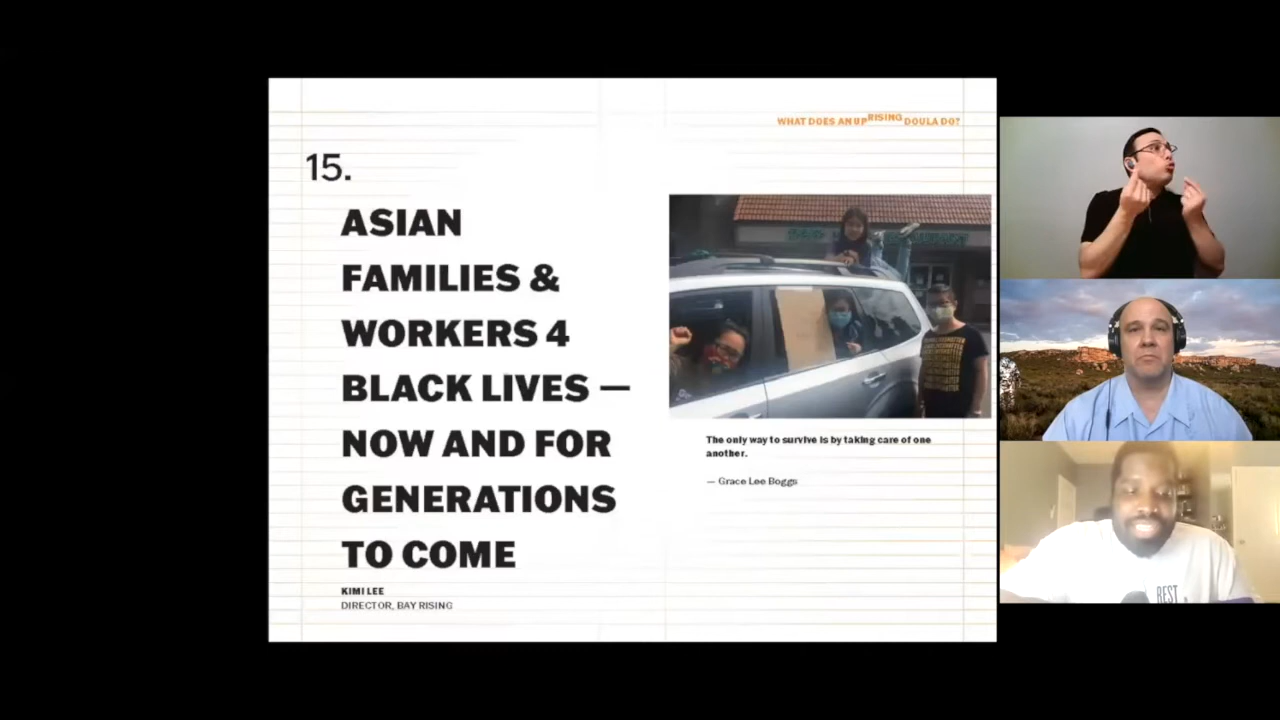 WHAT DOES AN UPRISING DOULA DO?
15.
ASIAN
FAMILIES &
WORKERS 4
BLACK LIVES —
NOW AND FOR
GENERATIONS
TO COME
KIMI LEE
DIRECTOR, BAY RISING
The only way to survive is by taking care of one
another.
— Grace Lee Boggs
BEST